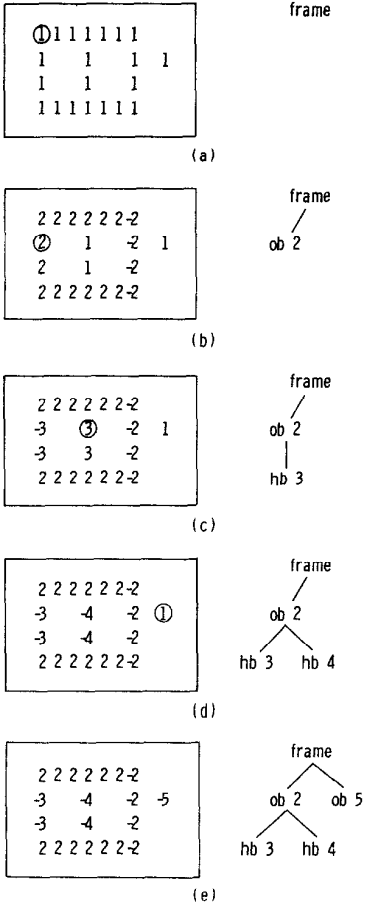 frame
1 1 1 1 1 1 1
1 1 1 1
1 1 1
1 1 1 1 1 1 1
(a)
frame
2 2 2 2 2 2 -2
2 1 -2 1
ob 2
2 1 -2
2 2 2 2 2 2 -2
(b)
frame
2 2 2 2 2 2 -2
-3 3 -2 1
ob 2
-3 3 -2
2 2 2 2 2 2 -2
hb 3
(c)
frame
2 2 2 2 2 2 -2
-3 -4 -2 1
ob 2
-3 -4 -2
2 2 2 2 2 2 -2
hb 3 hb 4
(d)
frame
2 2 2 2 2 2 -2
-3 -4 -2 -5
ob 2 ob 5
-3 -4 -2
2 2 2 2 2 2 -2
hb 3 hb 4
(e)